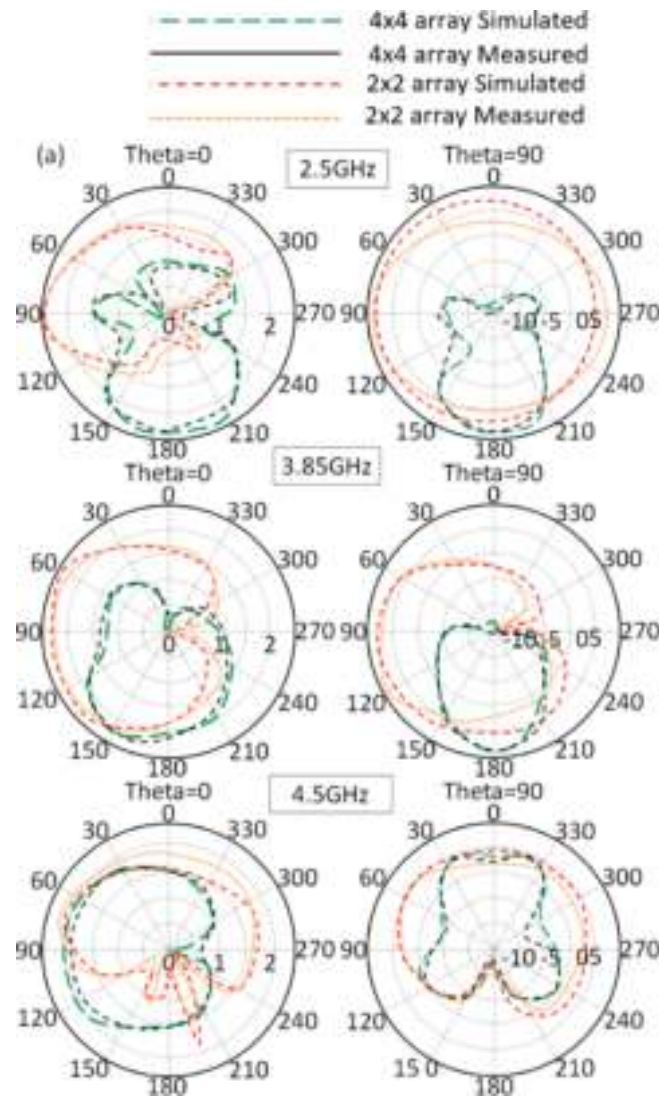 4x4 array Simulated
4x4 array Measured
2x2 array Simulated
2x2 array Measured
(a) Theta=0 2.5GHz Theta=90
0 0
30 330 30 330
60 300 60 300
90 0 1 2 270 90 -10 -5 05 270
120 240 120 240
150 210 150 210
180 180
Theta=0 3.85GHz Theta=90
0 0
30 330 30 330
60 300 60 300
90 0 1 2 270 90 -10 -5 05 270
120 240 120 240
150 210 150 210
180 180
Theta=0 4.5GHz Theta=90
0 0
30 330 30 330
60 300 60 300
90 0 1 2 270 90 -10 -5 05 270
120 240 120 240
150 210 15 0 210
180 180